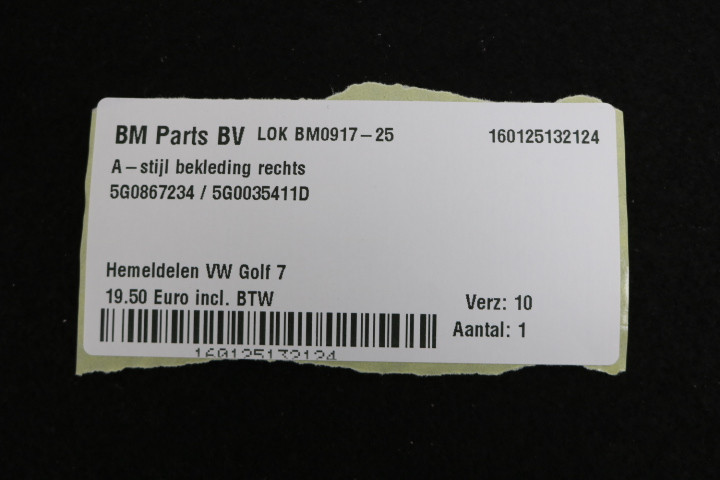 BM Parts BV LOK BM0917-25 160125132124
A-stijl bekleding rechts
5G0867234 / 5G0035411D
Hemeldelen VW Golf 7
19.50 Euro incl. BTW
Verz: 10
Aantal: 1
160125132124